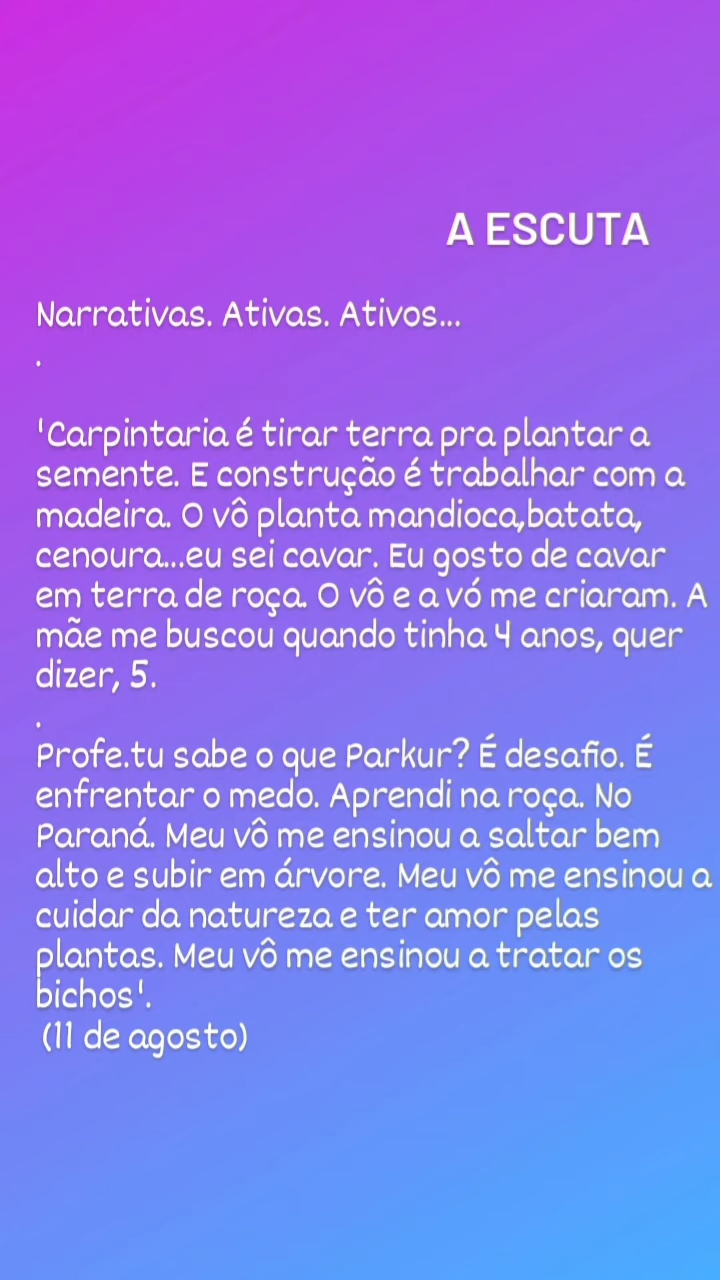 A ESCUTA
Narrativas. Ativas. Ativos...
.
'Carpintaria é tirar terra pra plantar a
semente. E construção é trabalhar com a
madeira. O vô planta mandioca,batata,
cenoura...eu sei cavar. Eu gosto de cavar
em terra de roça. O vô e a vó me criaram. A
mãe me buscou quando tinha 4 anos, quer
dizer, 5.
.
Profe.tu sabe o que Parkur? É desafio. É
enfrentar o medo. Aprendi na roça. No
Paraná. Meu vô me ensinou a saltar bem
alto e subir em árvore. Meu vô me ensinou a
cuidar da natureza e ter amor pelas
plantas. Meu vô me ensinou a tratar os
bichos'.
(11 de agosto)